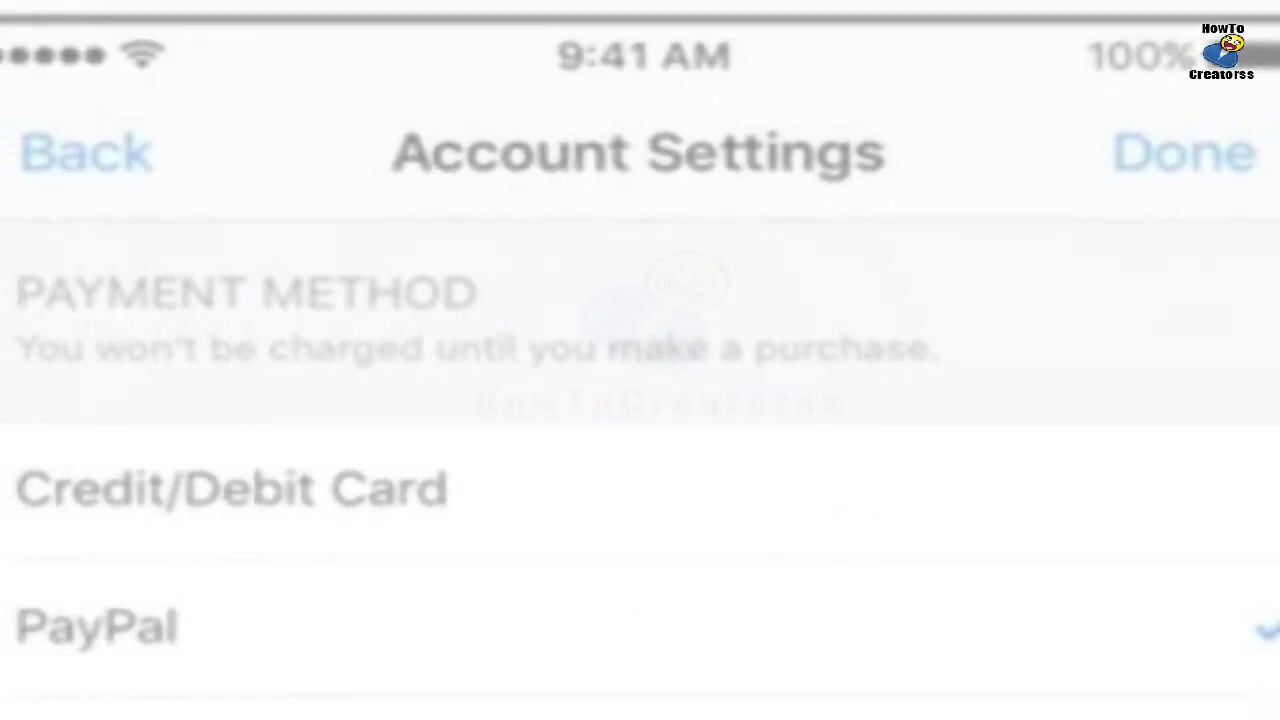 9:41 AM
100%
HowTo
Creatorss
Back
Account Settings
Done
PAYMENT METHOD
You won't be charged until you make a purchase.
HowToCreatorss
Credit/Debit Card
PayPal